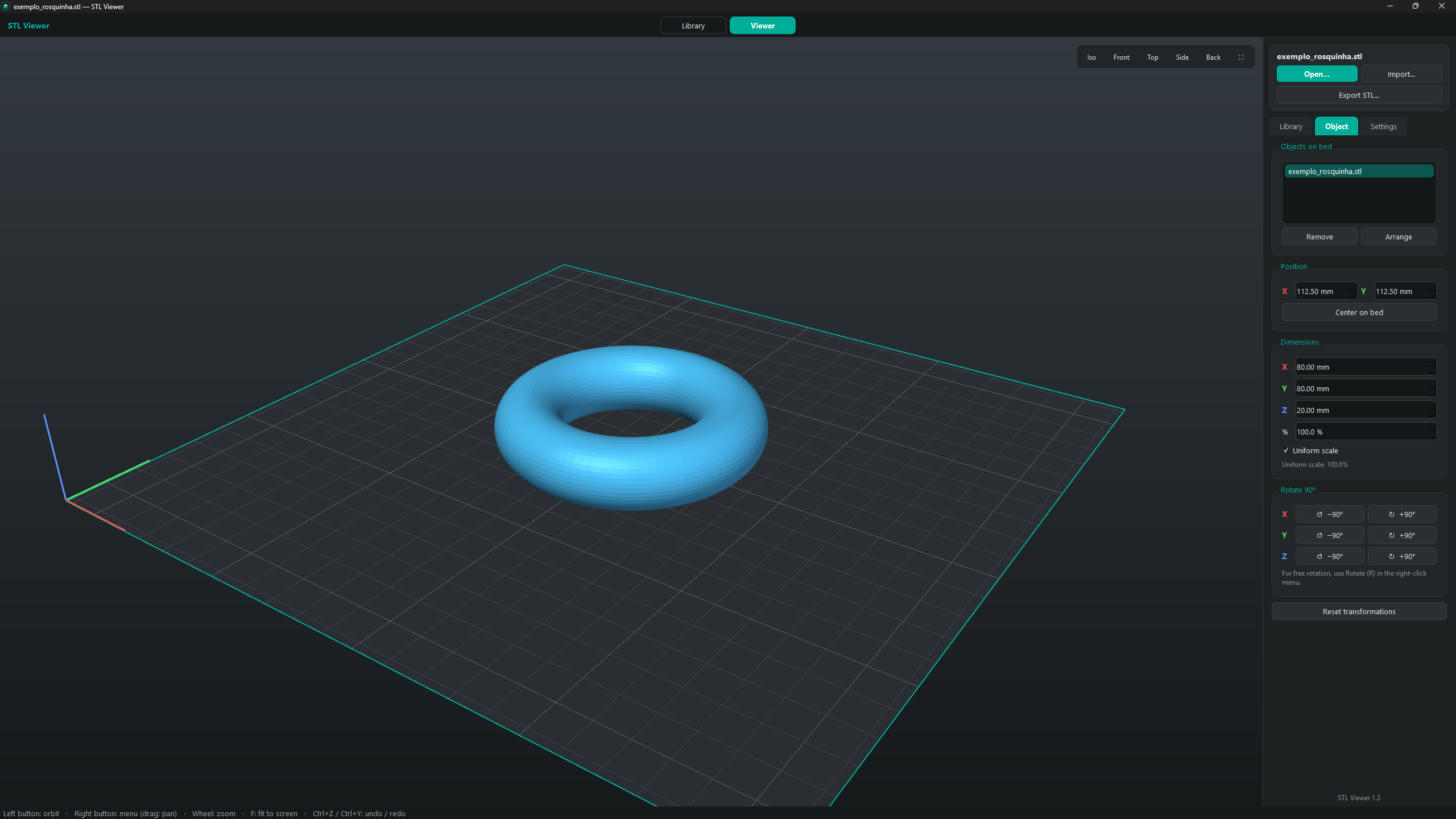 exemplo_rosquinha.stl — STL Viewer
STL Viewer
Library
Viewer
Iso
Front
Top
Side
Back
exemplo_rosquinha.stl
Open...
Import...
Export STL...
Library
Object
Settings
Objects on bed
exemplo_rosquinha.stl
Remove
Arrange
Position
X 112.50 mm Y 112.50 mm
Center on bed
Dimensions
X 80.00 mm
Y 80.00 mm
Z 20.00 mm
% 100.0 %
✓ Uniform scale
Uniform scale: 100.0%
Rotate 90°
X ↺ −90° ↻ +90°
Y ↺ −90° ↻ +90°
Z ↺ −90° ↻ +90°
For free rotation, use Rotate (R) in the right-click
menu.
Reset transformations
STL Viewer 1.3
Left button: orbit · Right button: menu (drag: pan) · Wheel: zoom · F: fit to screen · Ctrl+Z / Ctrl+Y: undo / redo